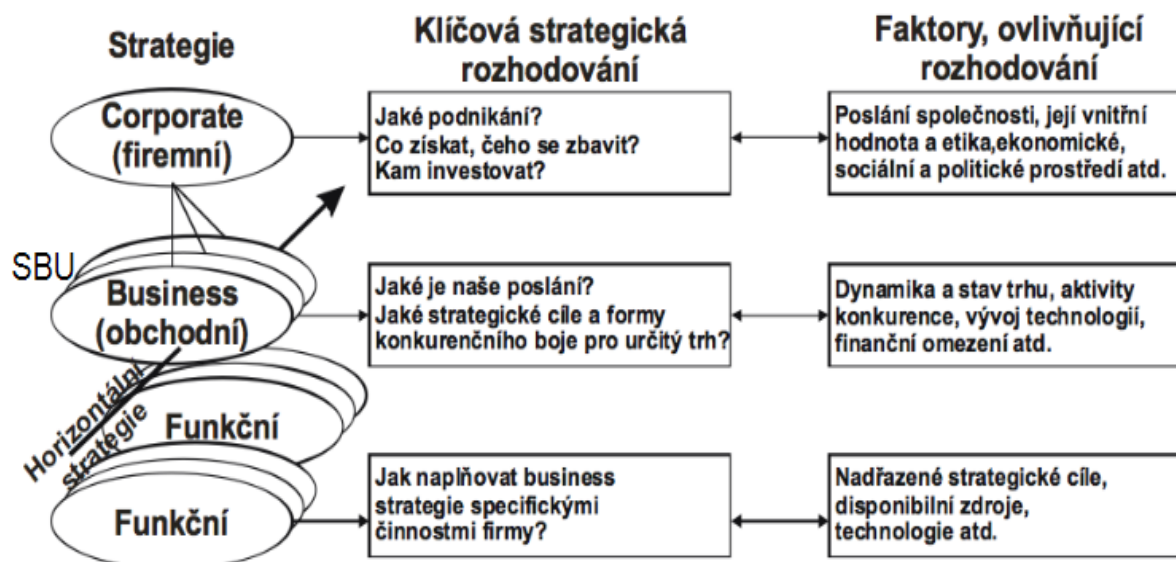 Strategie
Klíčová strategická
rozhodování
Faktory, ovlivňující
rozhodování
Corporate
(firemní)
Jaké podnikání?
Co získat, čeho se zbavit?
Kam investovat?
Poslání společnosti, její vnitřní
hodnota a etika,ekonomické,
sociální a politické prostředí atd.
SBU
Business
(obchodní)
Jaké je naše poslání?
Jaké strategické cíle a formy
konkurenčního boje pro určitý trh?
Dynamika a stav trhu, aktivity
konkurence, vývoj technologií,
finanční omezení atd.
Horizontální
strategie
Funkční
Funkční
Jak naplňovat business
strategie specifickými
činnostmi firmy?
Nadřazené strategické cíle,
disponibilní zdroje,
technologie atd.